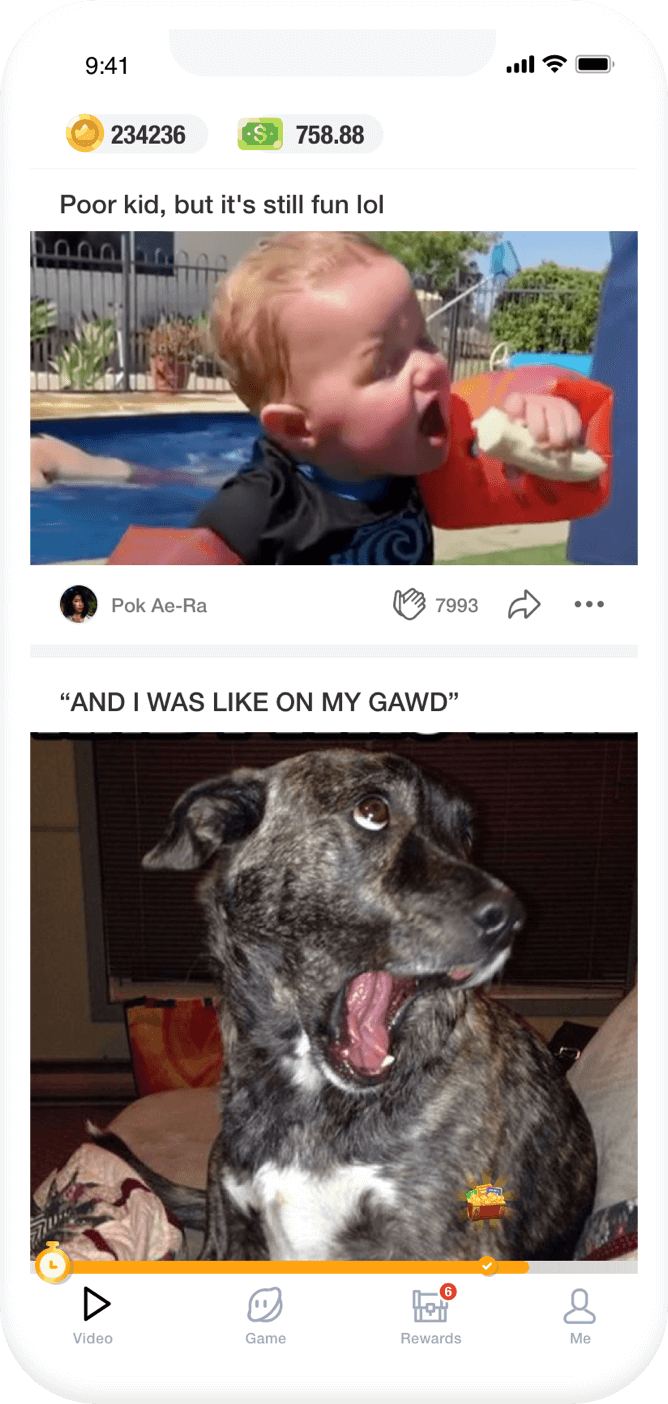 9:41
234236
758.88
Poor kid, but it's still fun lol
Pok Ae-Ra
7993
“AND I WAS LIKE ON MY GAWD”
6
Video
Game
Rewards
Me